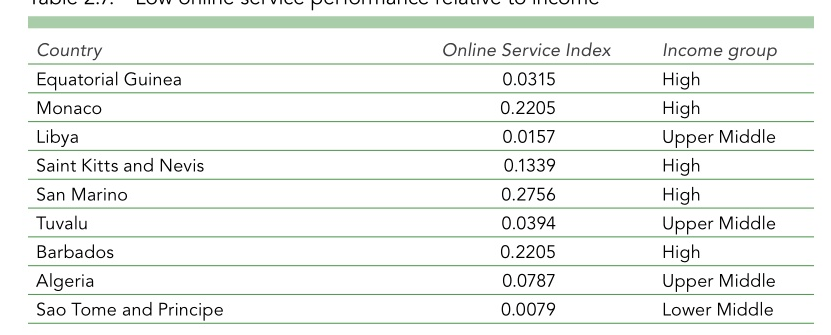 Table 2.7. Low online service performance relative to income
Country Online Service Index Income group
Equatorial Guinea 0.0315 High
Monaco 0.2205 High
Libya 0.0157 Upper Middle
Saint Kitts and Nevis 0.1339 High
San Marino 0.2756 High
Tuvalu 0.0394 Upper Middle
Barbados 0.2205 High
Algeria 0.0787 Upper Middle
Sao Tome and Principe 0.0079 Lower Middle